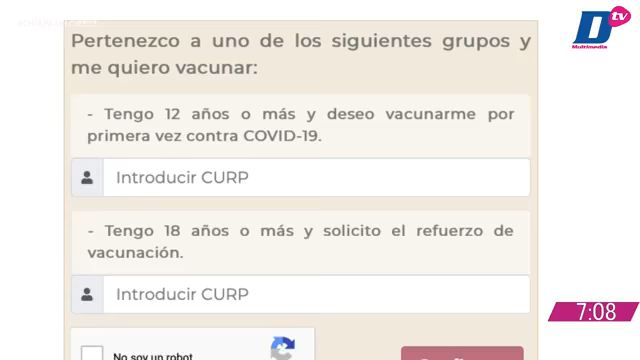 D tv
Multimedia
Pertenezco a uno de los siguientes grupos y
me quiero vacunar:
- Tengo 12 años o más y deseo vacunarme por
primera vez contra COVID-19.
Introducir CURP
- Tengo 18 años o más y solicito el refuerzo de
vacunación.
Introducir CURP
7:08
No soy un robot